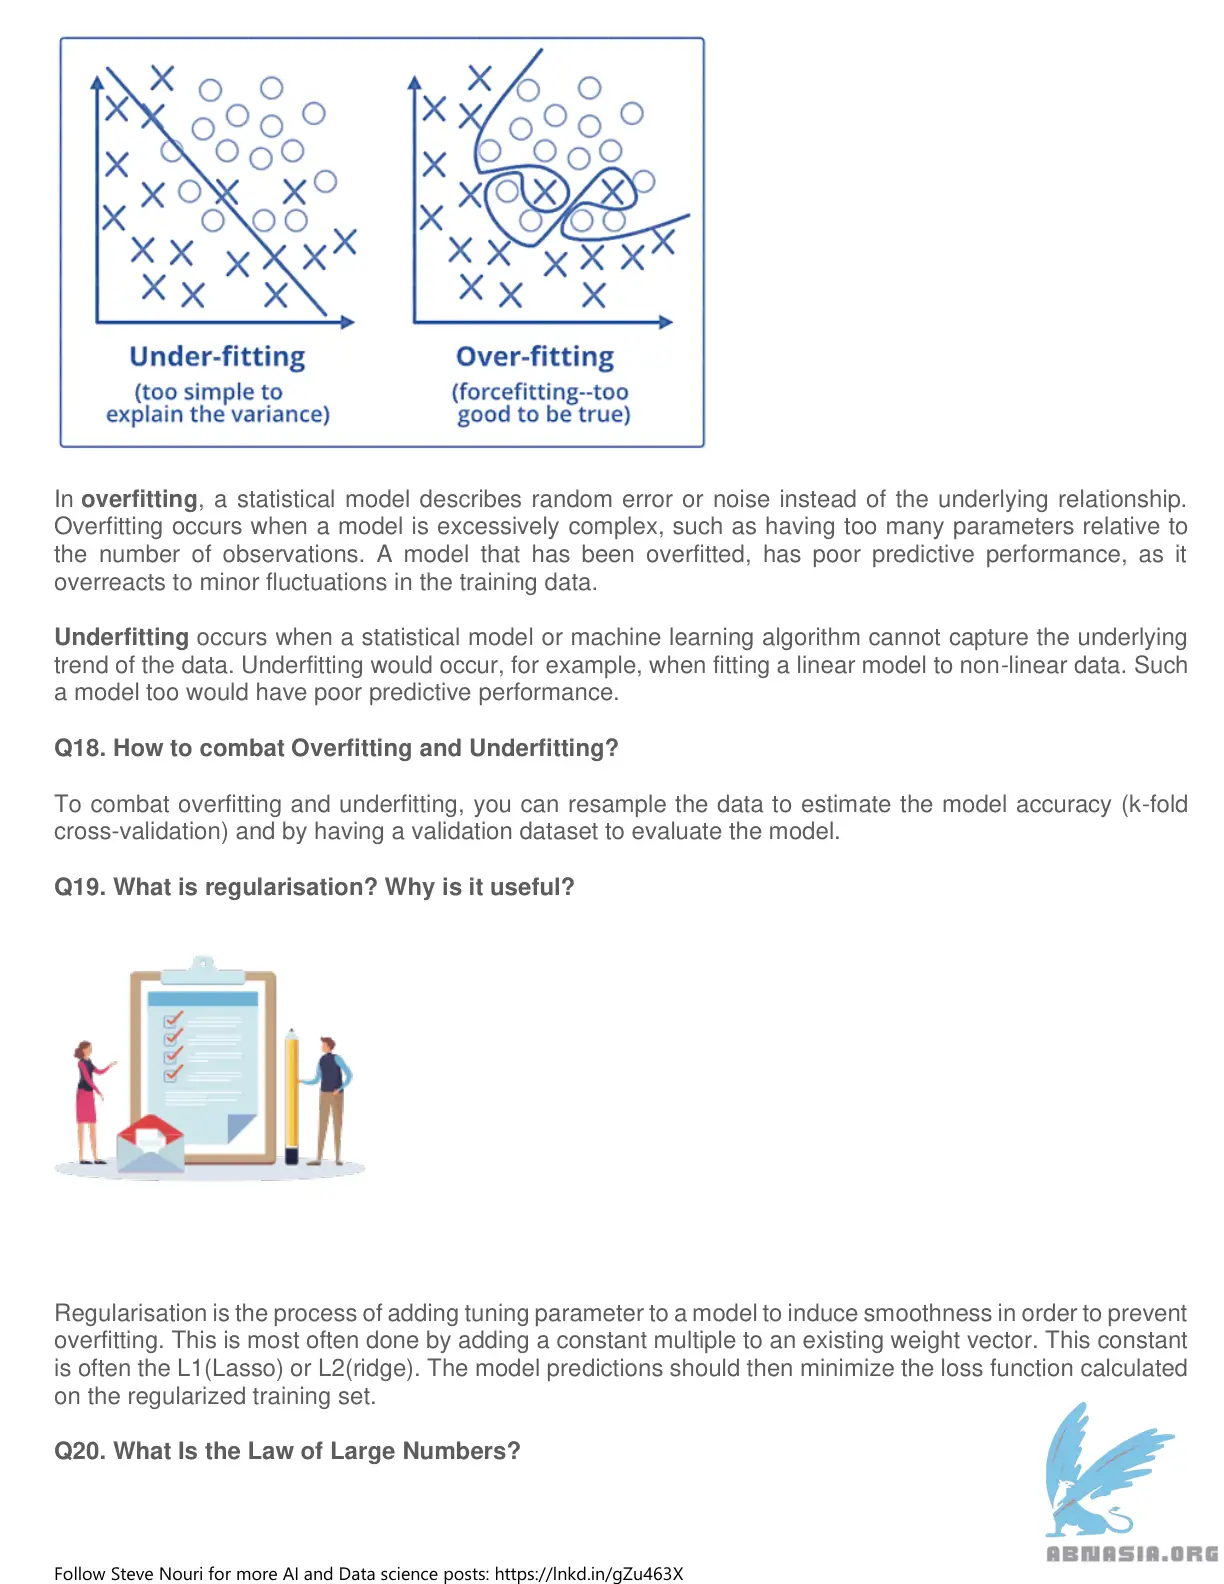 Under-fitting
(too simple to
explain the variance)
Over-fitting
(forcefitting--too
good to be true)
In overfitting, a statistical model describes random error or noise instead of the underlying relationship.
Overfitting occurs when a model is excessively complex, such as having too many parameters relative to
the number of observations. A model that has been overfitted, has poor predictive performance, as it
overreacts to minor fluctuations in the training data.
Underfitting occurs when a statistical model or machine learning algorithm cannot capture the underlying
trend of the data. Underfitting would occur, for example, when fitting a linear model to non-linear data. Such
a model too would have poor predictive performance.
Q18. How to combat Overfitting and Underfitting?
To combat overfitting and underfitting, you can resample the data to estimate the model accuracy (k-fold
cross-validation) and by having a validation dataset to evaluate the model.
Q19. What is regularisation? Why is it useful?
Regularisation is the process of adding tuning parameter to a model to induce smoothness in order to prevent
overfitting. This is most often done by adding a constant multiple to an existing weight vector. This constant
is often the L1(Lasso) or L2(ridge). The model predictions should then minimize the loss function calculated
on the regularized training set.
Q20. What Is the Law of Large Numbers?
ABNASIA.ORG
Follow Steve Nouri for more AI and Data science posts: https://lnkd.in/gZu463X